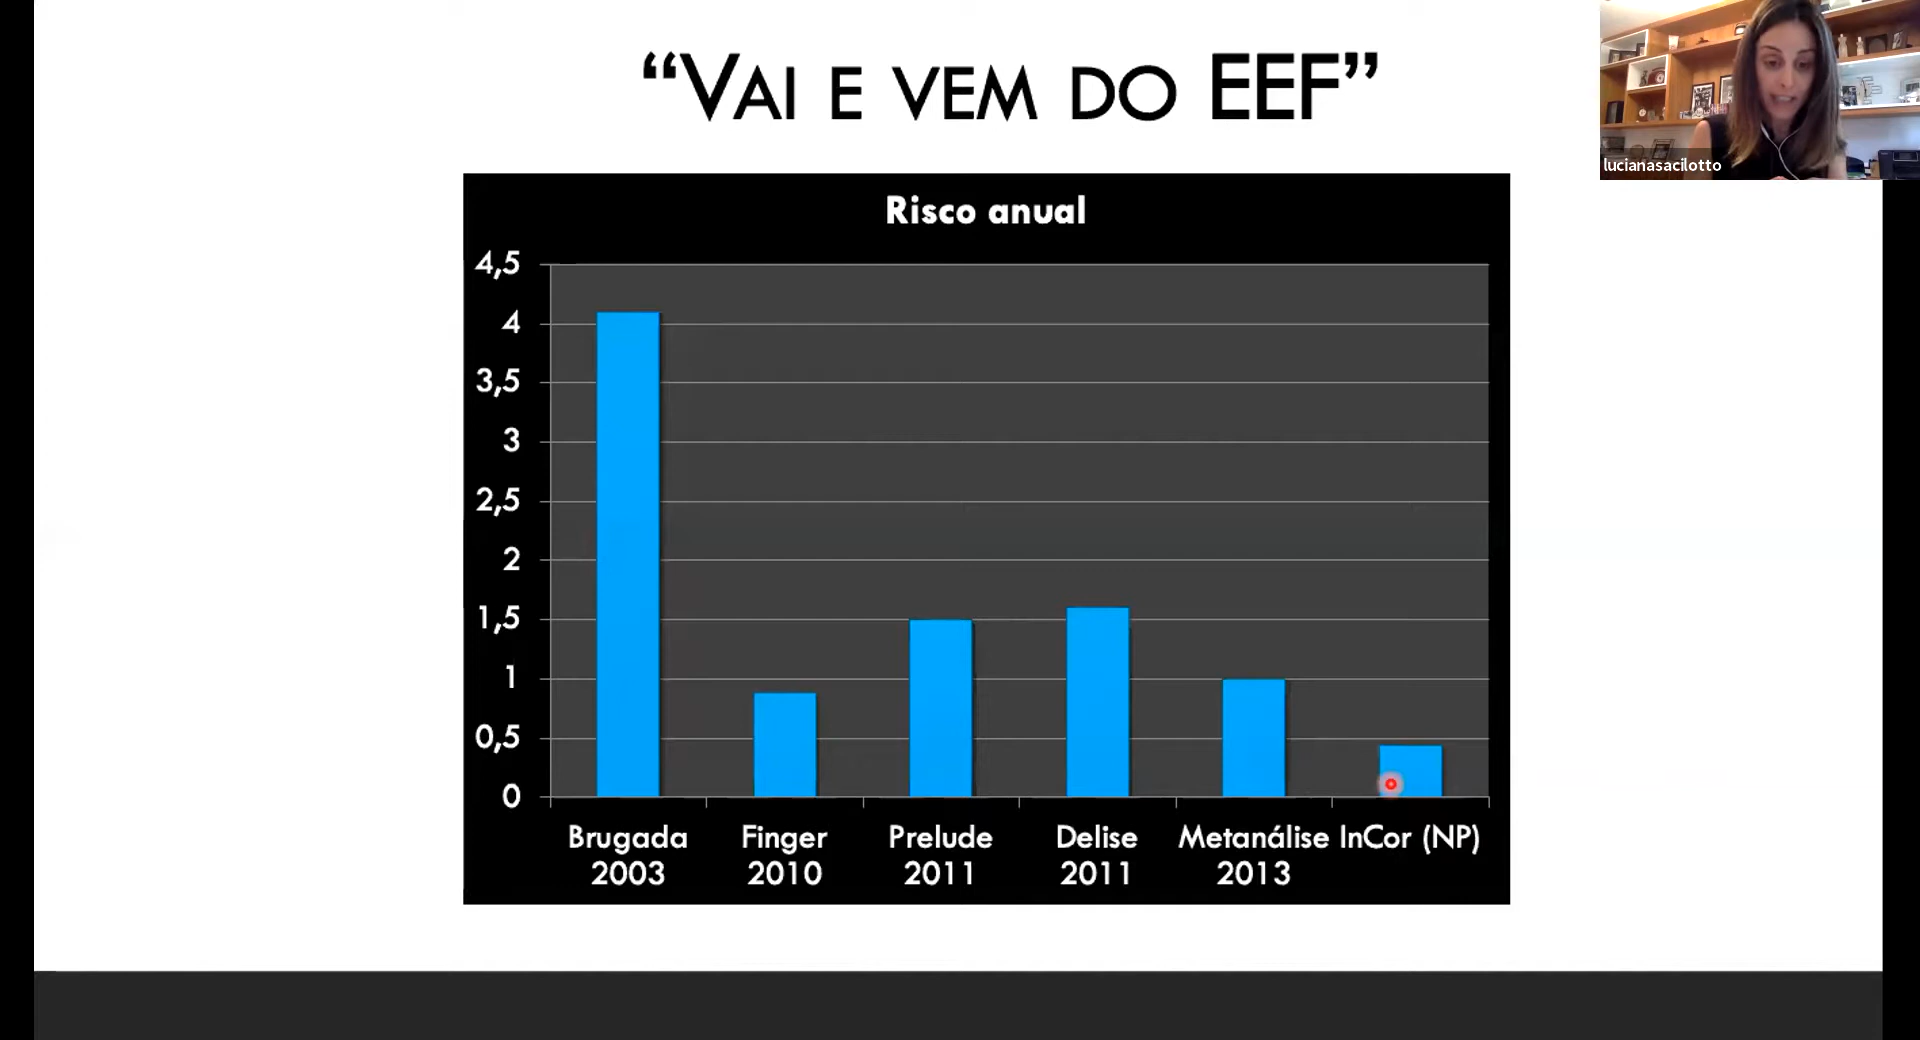 “VAI E VEM DO EEF”
lucianasacilotto
Risco anual
4,5
4
3,5
3
2,5
2
1,5
1
0,5
0
Brugada 2003
Finger 2010
Prelude 2011
Delise 2011
Metanálise 2013
InCor (NP)